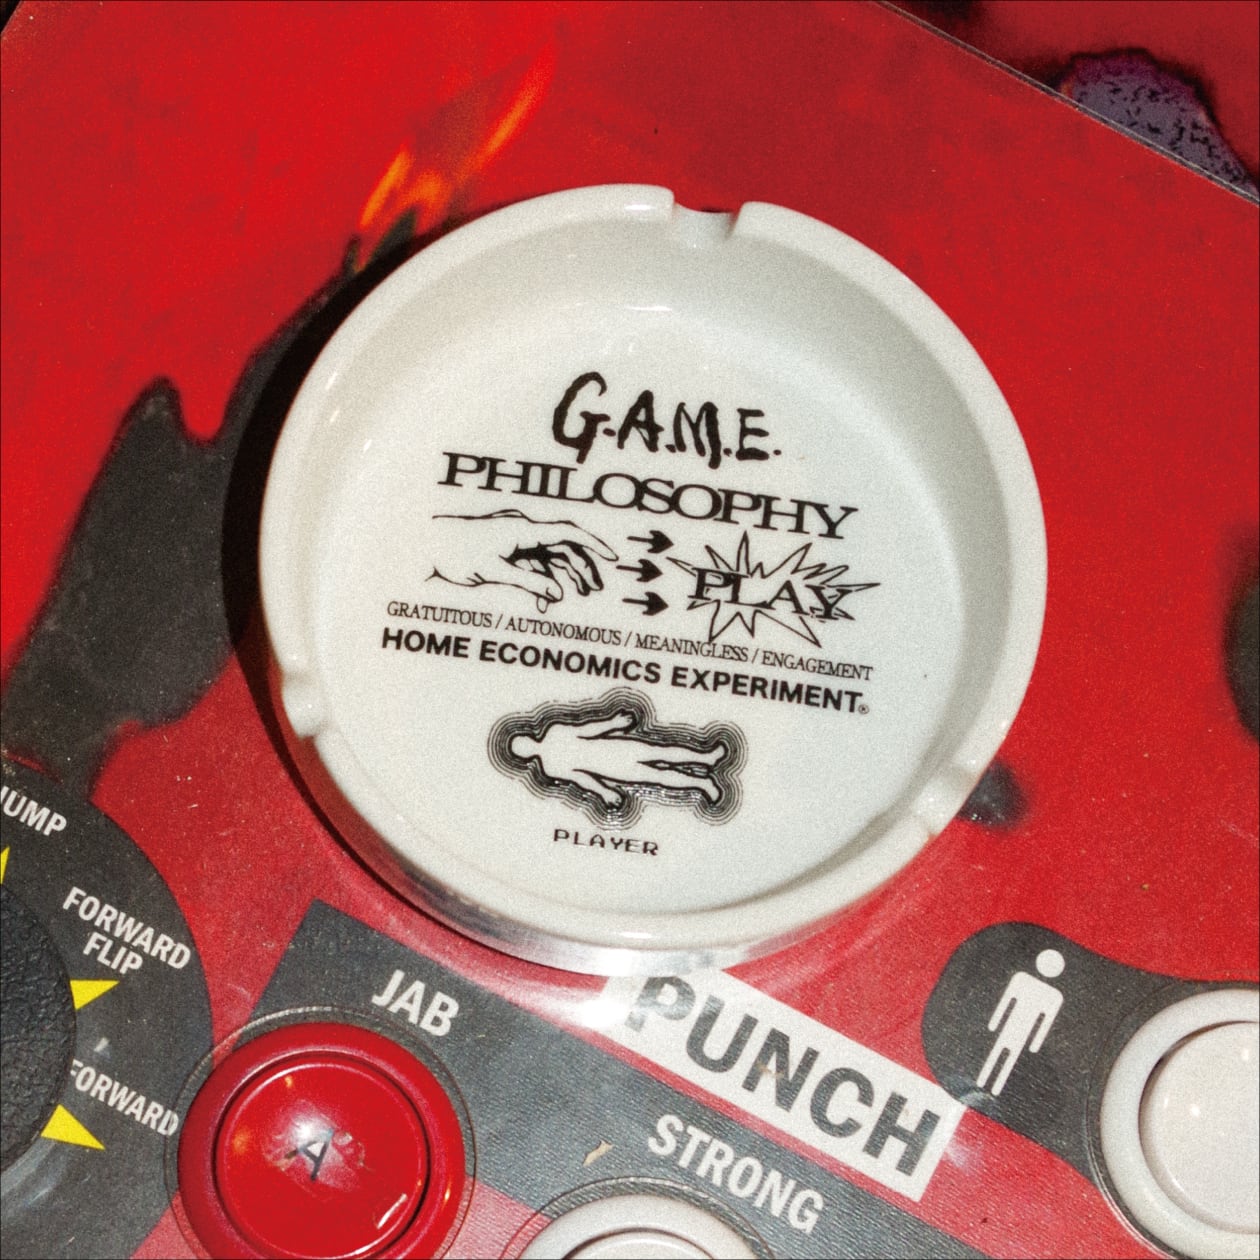 G.A.M.E.
PHILOSOPHY
PLAY
GRATUITOUS / AUTONOMOUS / MEANINGLESS / ENGAGEMENT
HOME ECONOMICS EXPERIMENT®
PLAYER
JUMP
FORWARD
FLIP
FORWARD
JAB
PUNCH
STRONG
A